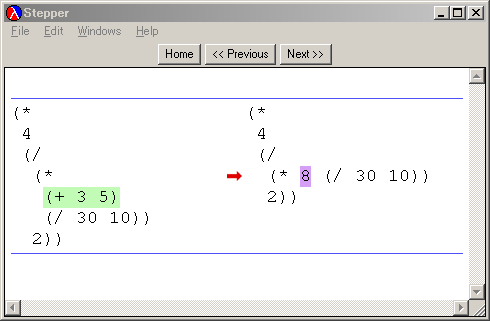 Stepper
File Edit Windows Help
Home << Previous Next >>
(*
4
(/
(*
(+ 3 5)
(/ 30 10))
2))
(*
4
(/
(* 8 (/ 30 10))
2))